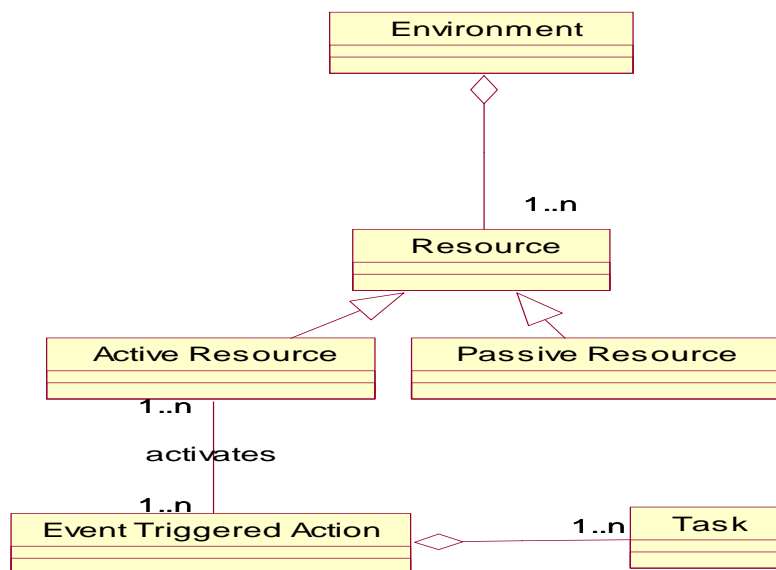 Environment
1..n
Resource
Active Resource
Passive Resource
1..n
activates
1..n
Event Triggered Action
1..n
Task